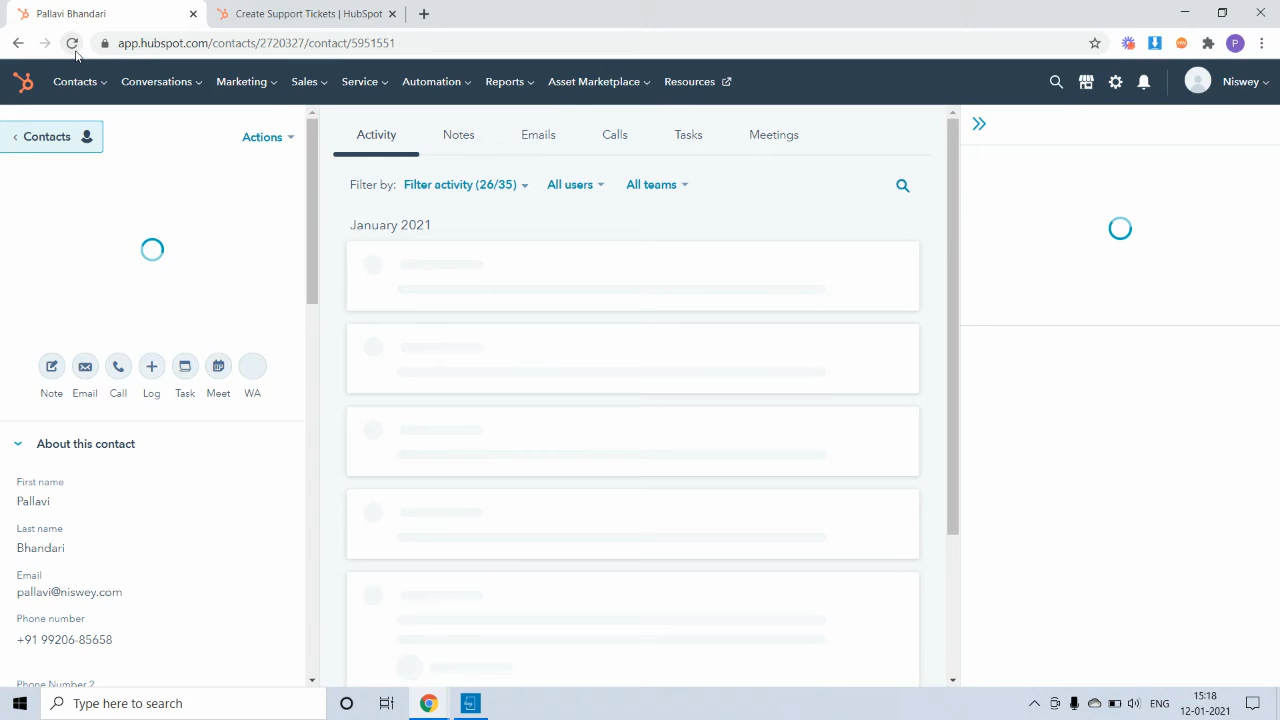 Pallavi Bhandari
Create Support Tickets | HubSpot
app.hubspot.com/contacts/2720327/contact/5951551
P
Contacts
Conversations
Marketing
Sales
Service
Automation
Reports
Asset Marketplace
Resources
Niswey
Contacts
Actions
Activity
Notes
Emails
Calls
Tasks
Meetings
Filter by: Filter activity (26/35) All users All teams
January 2021
Note Email Call Log Task Meet WA
About this contact
First name
Pallavi
Last name
Bhandari
Email
pallavi@niswey.com
Phone number
+91 99206-85658
Phone Number 2
Type here to search
ENG
15:18
12-01-2021